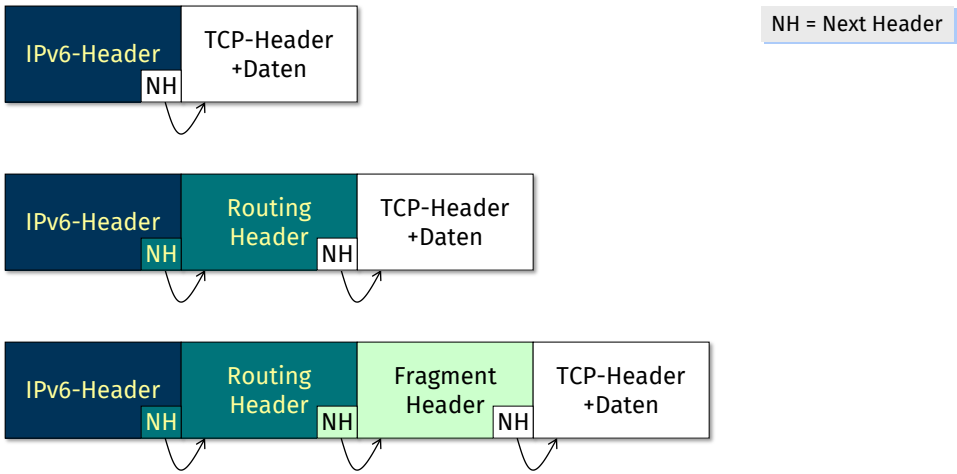 IPv6-Header
NH
TCP-Header
+Daten
NH = Next Header
IPv6-Header
NH
Routing
Header
NH
TCP-Header
+Daten
IPv6-Header
NH
Routing
Header
NH
Fragment
Header
NH
TCP-Header
+Daten